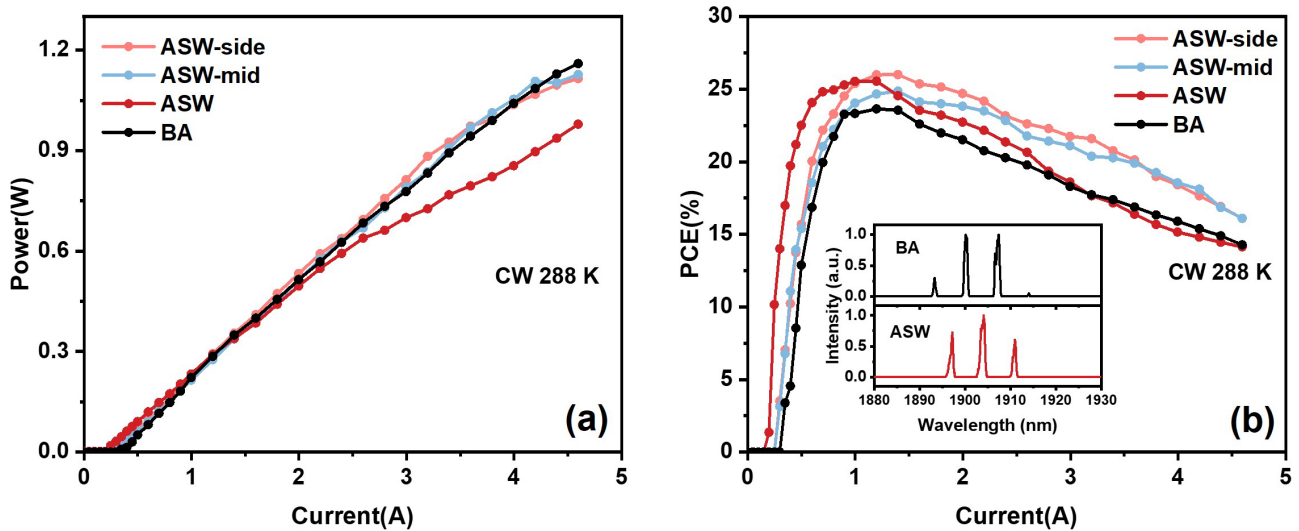 1.2
0.9
0.6
0.3
0.0
Power(W)
ASW-side
ASW-mid
ASW
BA
CW 288 K
(a)
0 1 2 3 4 5
Current(A)
30
25
20
15
10
5
0
PCE(%)
ASW-side
ASW-mid
ASW
BA
CW 288 K
(b)
1.0
0.5
0.0
BA
1.0
0.5
0.0
ASW
Intensity (a.u.)
1880 1890 1900 1910 1920 1930
Wavelength (nm)
0 1 2 3 4 5
Current(A)